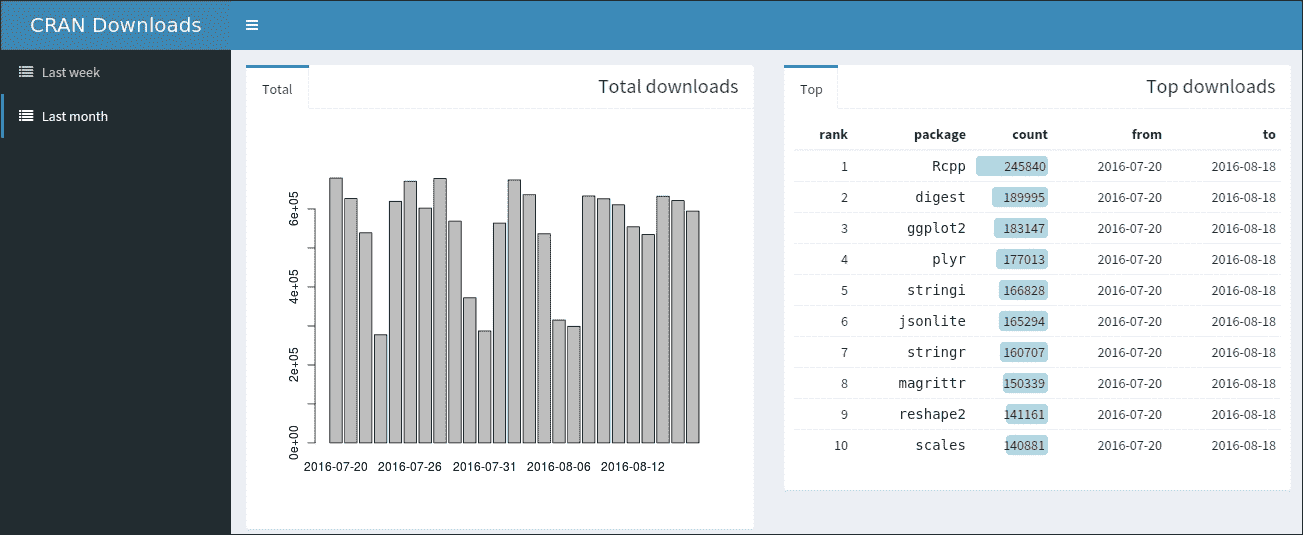 CRAN Downloads
Last week
Last month
Total
Total downloads
6e+05
4e+05
2e+05
0e+00
2016-07-20 2016-07-26 2016-07-31 2016-08-06 2016-08-12
Top
Top downloads
rank package count from to
1 Rcpp 245840 2016-07-20 2016-08-18
2 digest 189995 2016-07-20 2016-08-18
3 ggplot2 183147 2016-07-20 2016-08-18
4 plyr 177013 2016-07-20 2016-08-18
5 stringi 166828 2016-07-20 2016-08-18
6 jsonlite 165294 2016-07-20 2016-08-18
7 stringr 160707 2016-07-20 2016-08-18
8 magrittr 150339 2016-07-20 2016-08-18
9 reshape2 141161 2016-07-20 2016-08-18
10 scales 140881 2016-07-20 2016-08-18